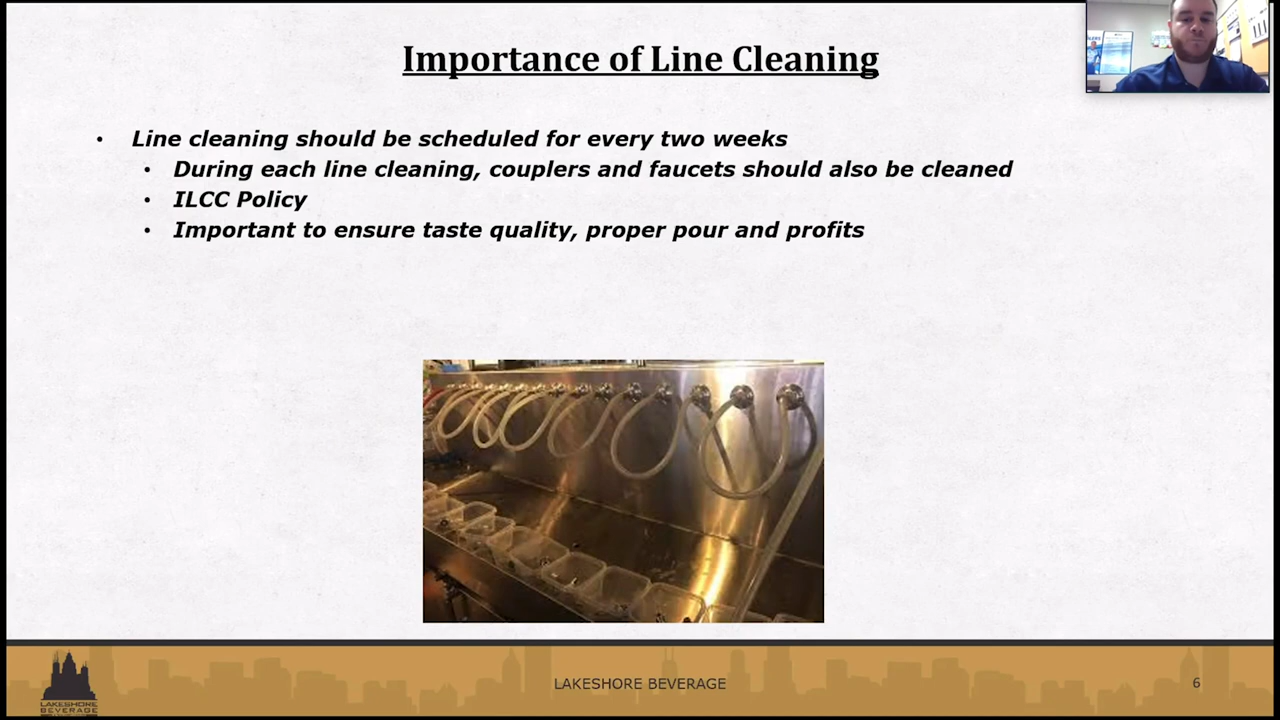 Importance of Line Cleaning
• Line cleaning should be scheduled for every two weeks
• During each line cleaning, couplers and faucets should also be cleaned
• ILCC Policy
• Important to ensure taste quality, proper pour and profits
LAKESHORE
BEVERAGE
LAKESHORE BEVERAGE
6